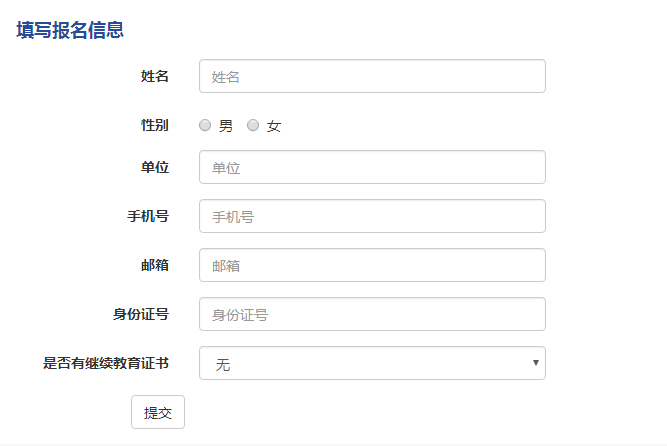 填写报名信息
姓名 姓名
性别 男 女
单位 单位
手机号 手机号
邮箱 邮箱
身份证号 身份证号
是否有继续教育证书 无
提交